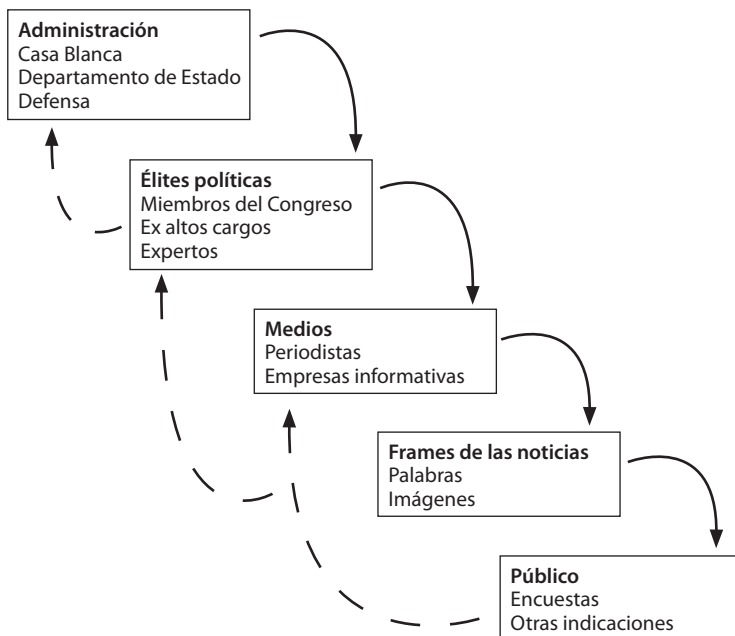 Administración
Casa Blanca
Departamento de Estado
Defensa
Élites políticas
Miembros del Congreso
Ex altos cargos
Expertos
Medios
Periodistas
Empresas informativas
Frames de las noticias
Palabras
Imágenes
Público
Encuestas
Otras indicaciones